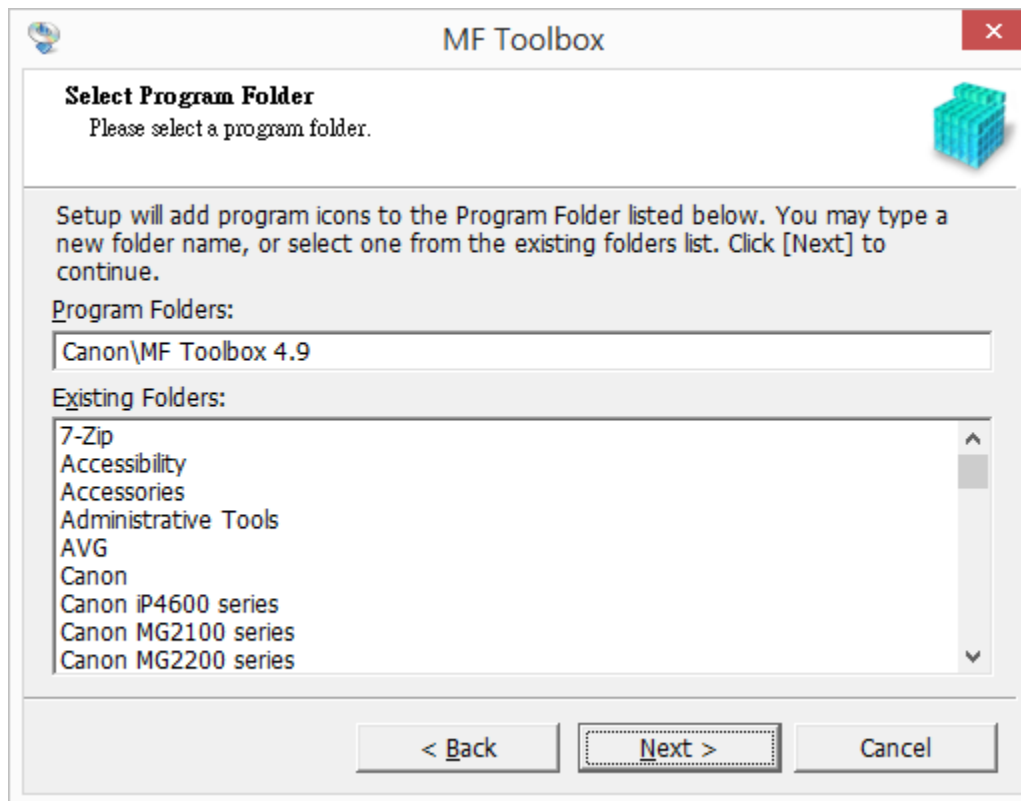 MF Toolbox
Select Program Folder
Please select a program folder.
Setup will add program icons to the Program Folder listed below. You may type a
new folder name, or select one from the existing folders list. Click [Next] to
continue.
Program Folders:
Canon\MF Toolbox 4.9
Existing Folders:
7-Zip
Accessibility
Accessories
Administrative Tools
AVG
Canon
Canon iP4600 series
Canon MG2100 series
Canon MG2200 series
< Back Next > Cancel